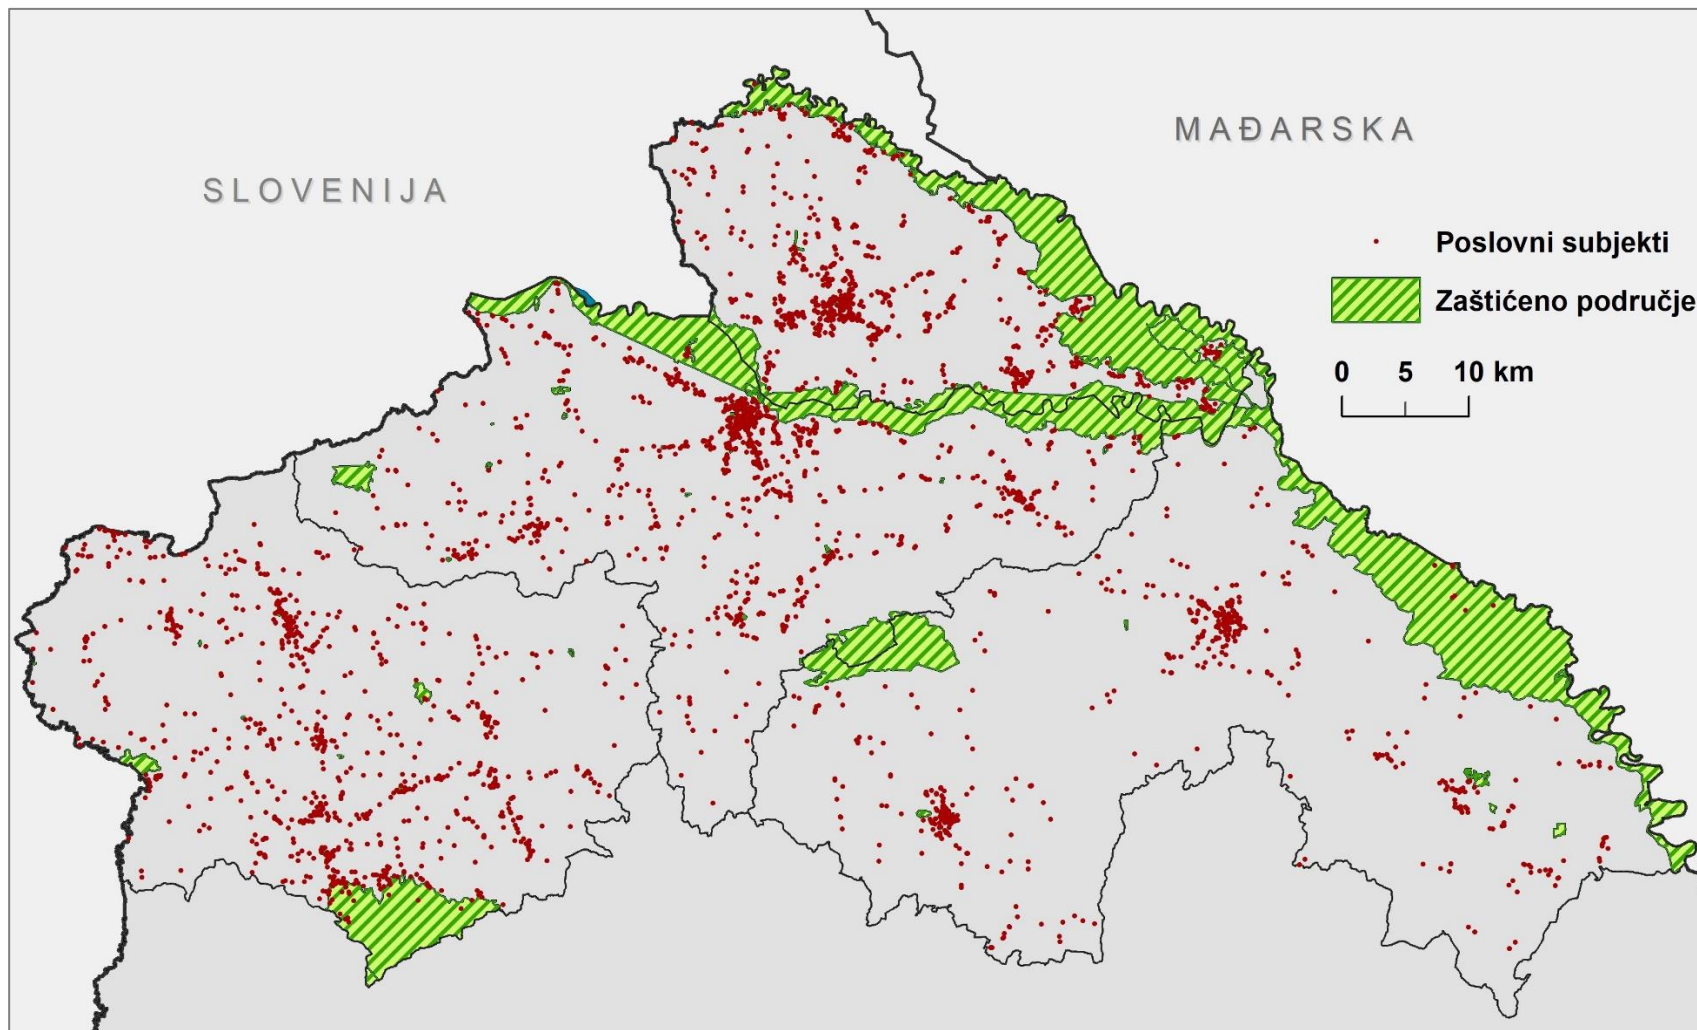 MAĐARSKA
SLOVENIJA
Poslovni subjekti
Zaštićeno područje
0 5 10 km